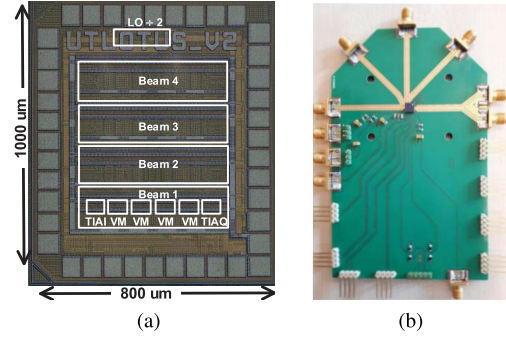 LO ÷ 2
UTLOTUS_V2
Beam 4
Beam 3
Beam 2
Beam 1
TIAI VM VM VM VM TIAQ
1000 um
800 um
(a)
(b)